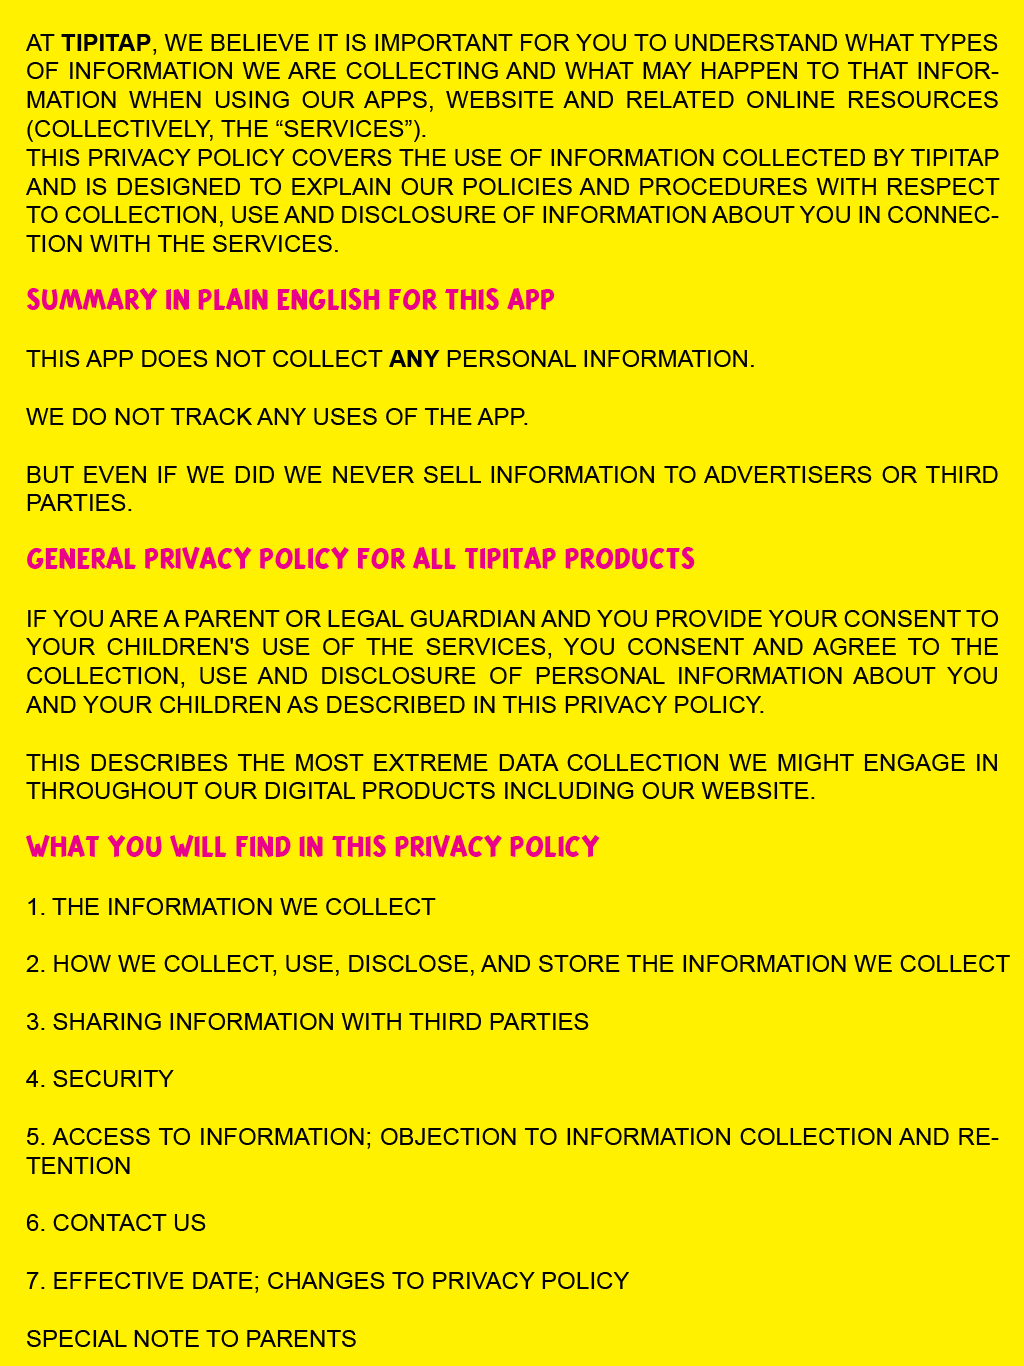 AT TIPITAP, WE BELIEVE IT IS IMPORTANT FOR YOU TO UNDERSTAND WHAT TYPES
OF INFORMATION WE ARE COLLECTING AND WHAT MAY HAPPEN TO THAT INFOR-
MATION WHEN USING OUR APPS, WEBSITE AND RELATED ONLINE RESOURCES
(COLLECTIVELY, THE “SERVICES”).
THIS PRIVACY POLICY COVERS THE USE OF INFORMATION COLLECTED BY TIPITAP
AND IS DESIGNED TO EXPLAIN OUR POLICIES AND PROCEDURES WITH RESPECT
TO COLLECTION, USE AND DISCLOSURE OF INFORMATION ABOUT YOU IN CONNEC-
TION WITH THE SERVICES.
SUMMARY IN PLAIN ENGLISH FOR THIS APP
THIS APP DOES NOT COLLECT ANY PERSONAL INFORMATION.
WE DO NOT TRACK ANY USES OF THE APP.
BUT EVEN IF WE DID WE NEVER SELL INFORMATION TO ADVERTISERS OR THIRD
PARTIES.
GENERAL PRIVACY POLICY FOR ALL TIPITAP PRODUCTS
IF YOU ARE A PARENT OR LEGAL GUARDIAN AND YOU PROVIDE YOUR CONSENT TO
YOUR CHILDREN'S USE OF THE SERVICES, YOU CONSENT AND AGREE TO THE
COLLECTION, USE AND DISCLOSURE OF PERSONAL INFORMATION ABOUT YOU
AND YOUR CHILDREN AS DESCRIBED IN THIS PRIVACY POLICY.
THIS DESCRIBES THE MOST EXTREME DATA COLLECTION WE MIGHT ENGAGE IN
THROUGHOUT OUR DIGITAL PRODUCTS INCLUDING OUR WEBSITE.
WHAT YOU WILL FIND IN THIS PRIVACY POLICY
1. THE INFORMATION WE COLLECT
2. HOW WE COLLECT, USE, DISCLOSE, AND STORE THE INFORMATION WE COLLECT
3. SHARING INFORMATION WITH THIRD PARTIES
4. SECURITY
5. ACCESS TO INFORMATION; OBJECTION TO INFORMATION COLLECTION AND RE-
TENTION
6. CONTACT US
7. EFFECTIVE DATE; CHANGES TO PRIVACY POLICY
SPECIAL NOTE TO PARENTS